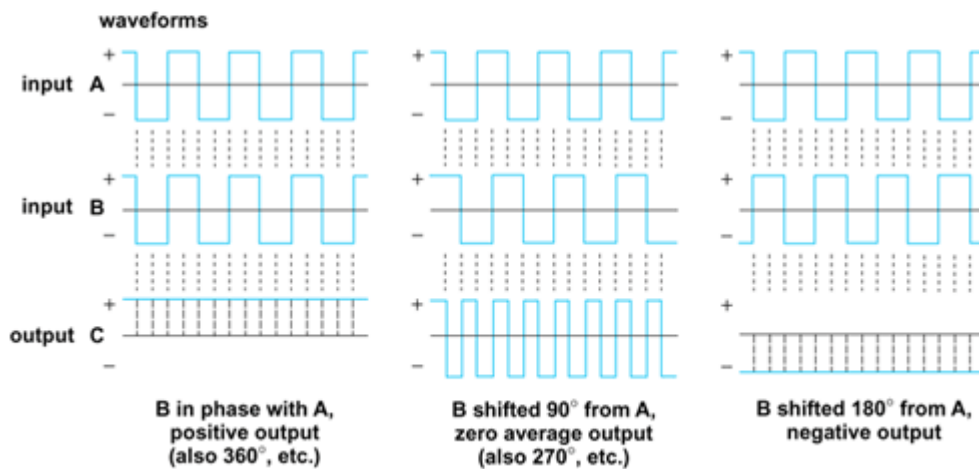 waveforms
input A + −
+ −
+ −
input B + −
+ −
+ −
output C + −
+ −
+ −
B in phase with A,
positive output
(also 360°, etc.)
B shifted 90° from A,
zero average output
(also 270°, etc.)
B shifted 180° from A,
negative output